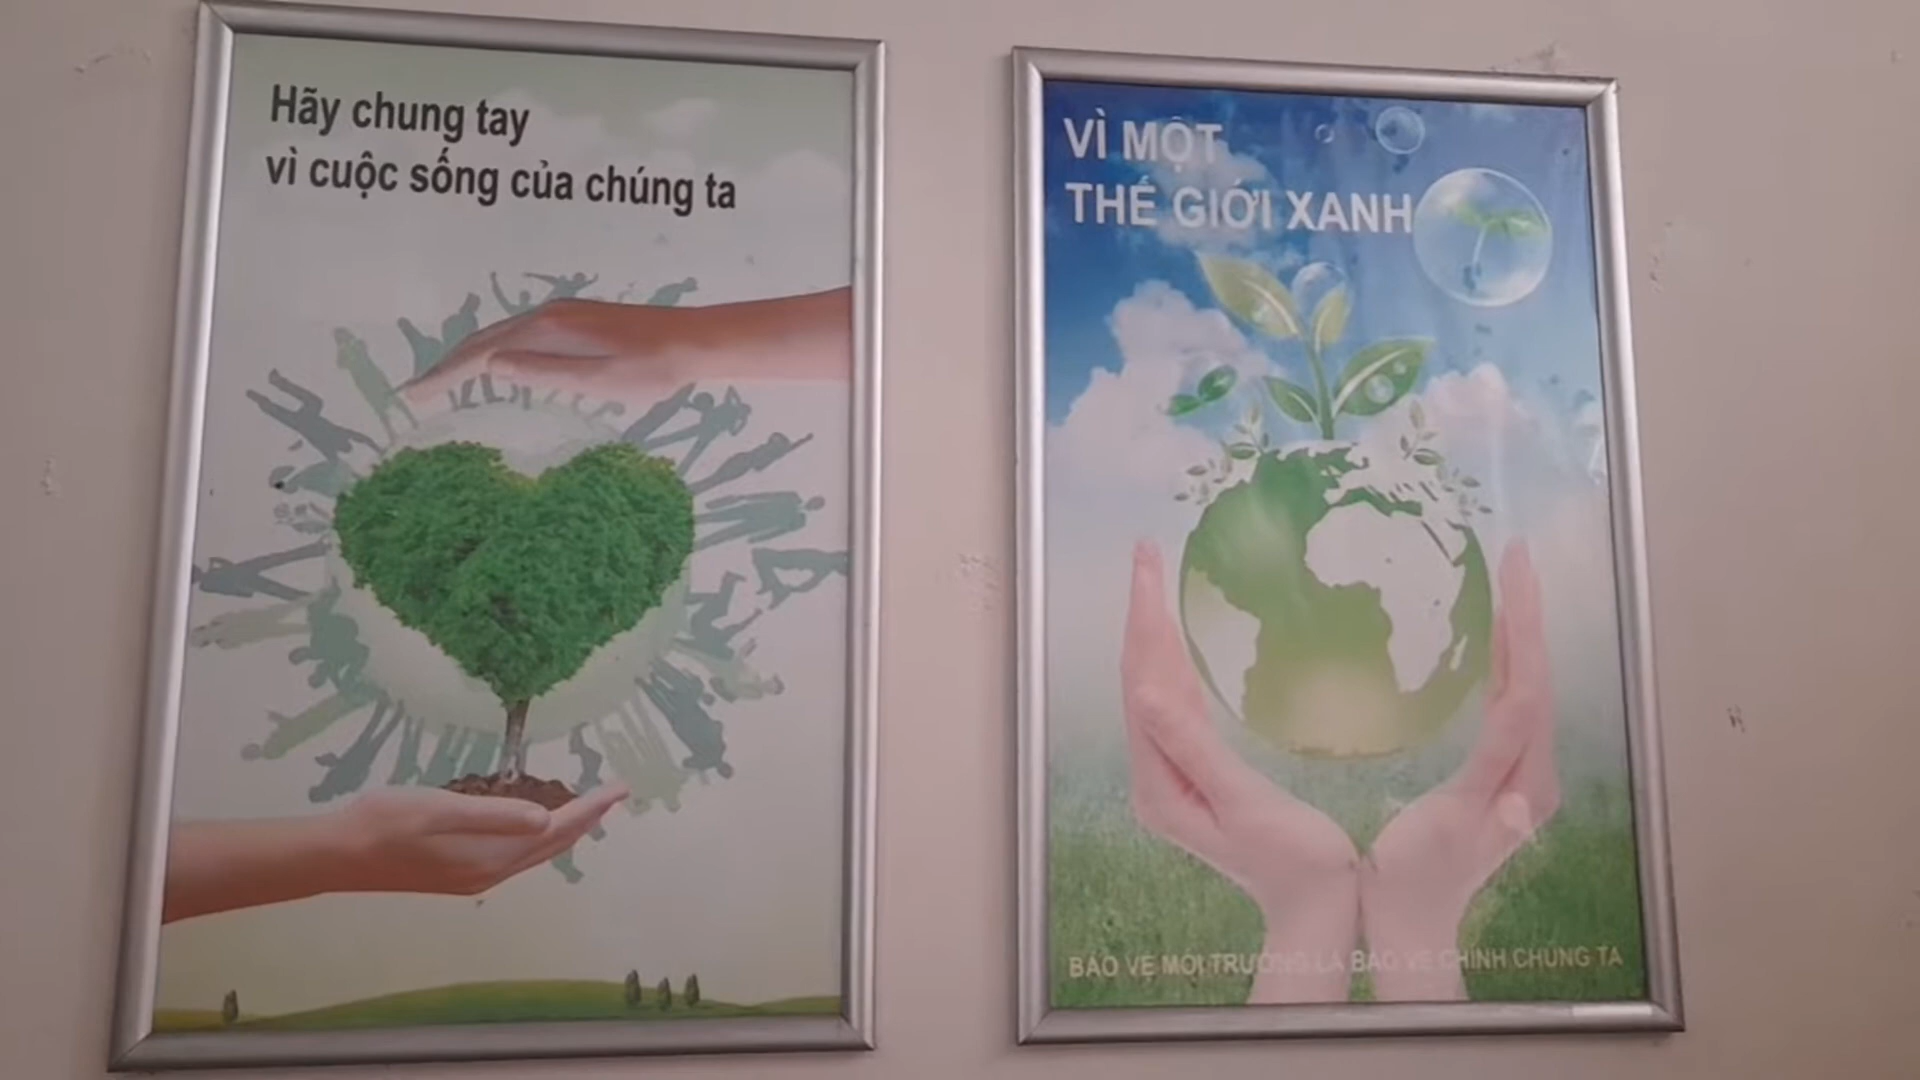 Hãy chung tay
vì cuộc sống của chúng ta
VÌ MỘT
THẾ GIỚI XANH
BẢO VỆ MÔI TRƯỜNG LÀ BẢO VỆ CHÍNH CHÚNG TA